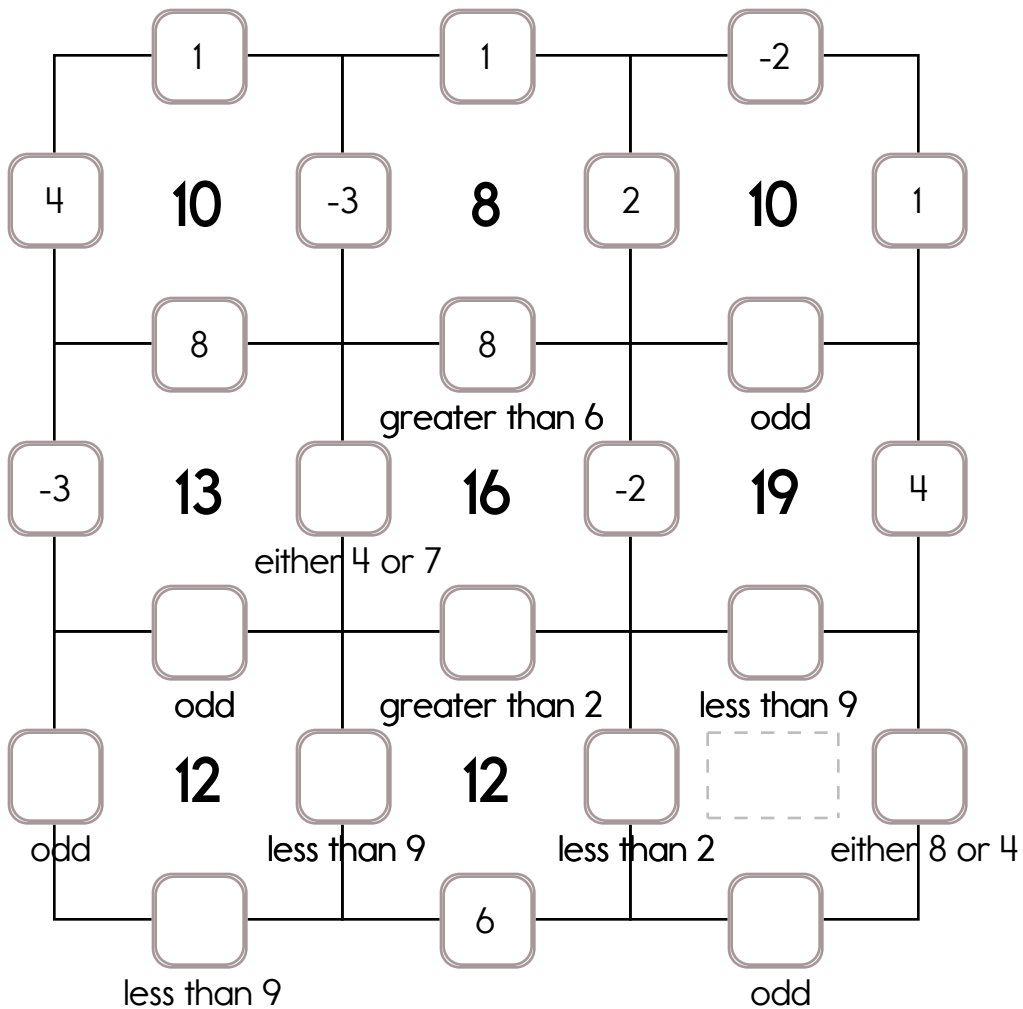 1 1 -2
4 10 -3 8 2 10 1
8 8
greater than 6 odd
-3 13 16 -2 19 4
either 4 or 7
odd greater than 2 less than 9
12 12
odd less than 9 less than 2 either 8 or 4
6
less than 9 odd